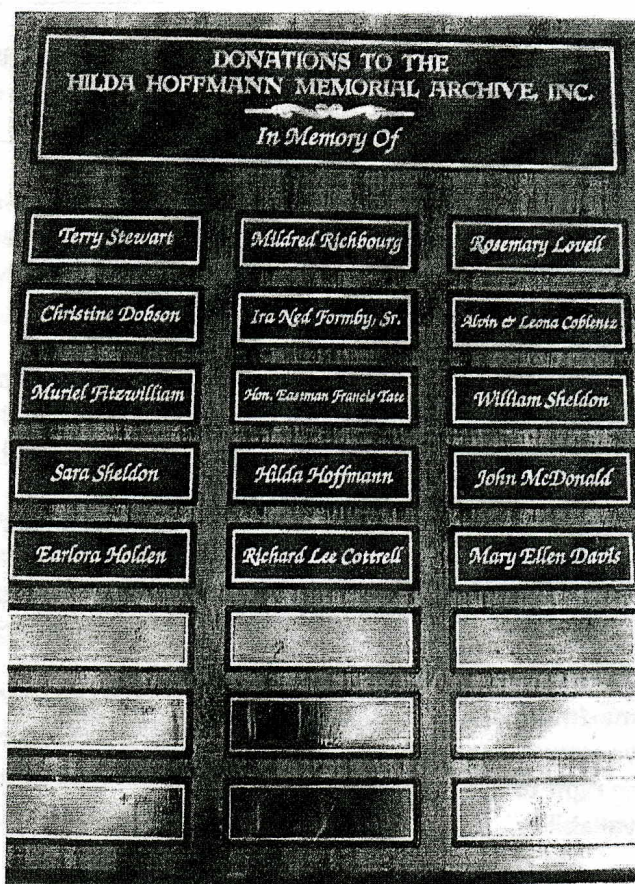 DONATIONS TO THE
HILDA HOFFMANN MEMORIAL ARCHIVE, INC.
In Memory Of
Terry Stewart
Mildred Richbourg
Rosemary Lovell
Christine Dobson
Ira Ned Formby, Sr.
Alvin & Leona Coblentz
Muriel Fitzwilliam
Hon. Eastman Francis Tate
William Sheldon
Sara Sheldon
Hilda Hoffmann
John McDonald
Earlora Holden
Richard Lee Cottrell
Mary Ellen Davis